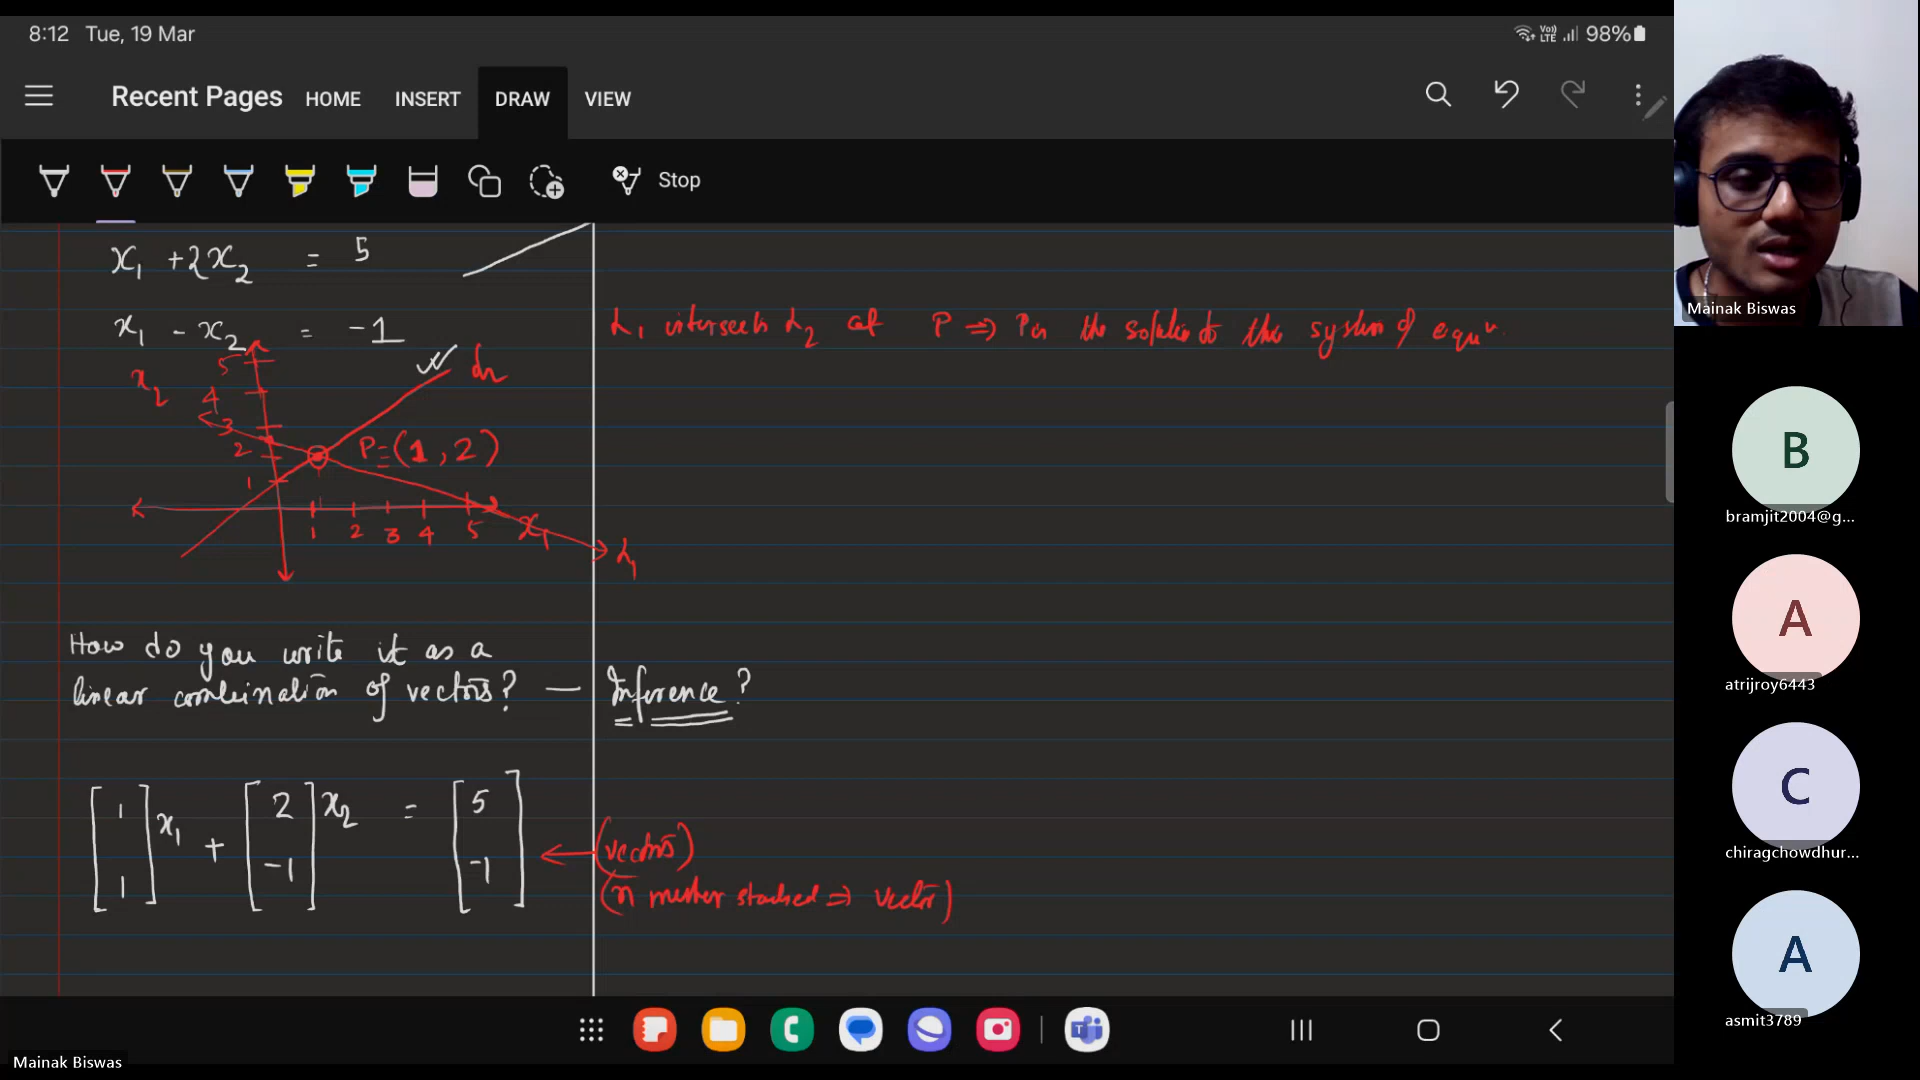 8:12 Tue, 19 Mar
98%
Recent Pages HOME INSERT DRAW VIEW
Stop
x₁ + 2x₂ = 5
x₁ - x₂ = -1
L₁ intersects L₂ at P ⇒ P is the solution to this system of equⁿ.
x₂
5
4
3
2
1
L₂
P ≡ (1, 2)
1 2 3 4 5 x₁
L₁
How do you write it as a
linear combination of vectors? — Inference?
[1 1] x₁ + [2 -1] x₂ = [5 -1]
(vectors)
(n number stacked ⇒ vector)
Mainak Biswas
B
bramjit2004@g...
A
atrijroy6443
C
chiragchowdhur...
A
asmit3789
Mainak Biswas